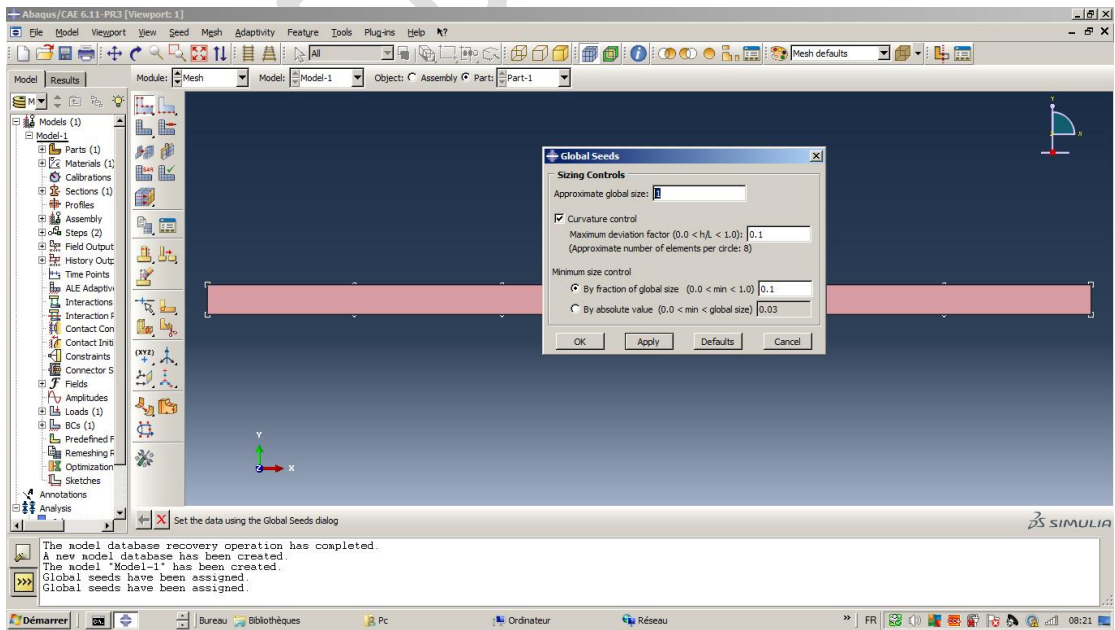 Abaqus/CAE 6.11-PR3 [Viewport: 1]
File Model Viewport View Seed Mesh Adaptivity Feature Tools Plug-ins Help
All Mesh defaults
Model Results Module: Mesh Model: Model-1 Object: Assembly Part: Part-1
Models (1)
Model-1
Parts (1)
Materials (1)
Calibrations
Sections (1)
Profiles
Assembly
Steps (2)
Field Output
History Outp
Time Points
ALE Adaptiv
Interactions
Interaction P
Contact Con
Contact Initi
Constraints
Connector S
Fields
Amplitudes
Loads (1)
BCs (1)
Predefined F
Remeshing R
Optimization
Sketches
Annotations
Analysis
(XYZ)
Global Seeds
Sizing Controls
Approximate global size: 1
Curvature control
Maximum deviation factor (0.0 < h/L < 1.0): 0.1
(Approximate number of elements per circle: 8)
Minimum size control
By fraction of global size (0.0 < min < 1.0) 0.1
By absolute value (0.0 < min < global size) 0.03
OK Apply Defaults Cancel
Y
Z X
Set the data using the Global Seeds dialog
SIMULIA
The model database recovery operation has completed.
A new model database has been created.
The model "Model-1" has been created.
Global seeds have been assigned.
Global seeds have been assigned.
Démarrer Bureau Bibliothèques Pc Ordinateur Réseau FR 08:21